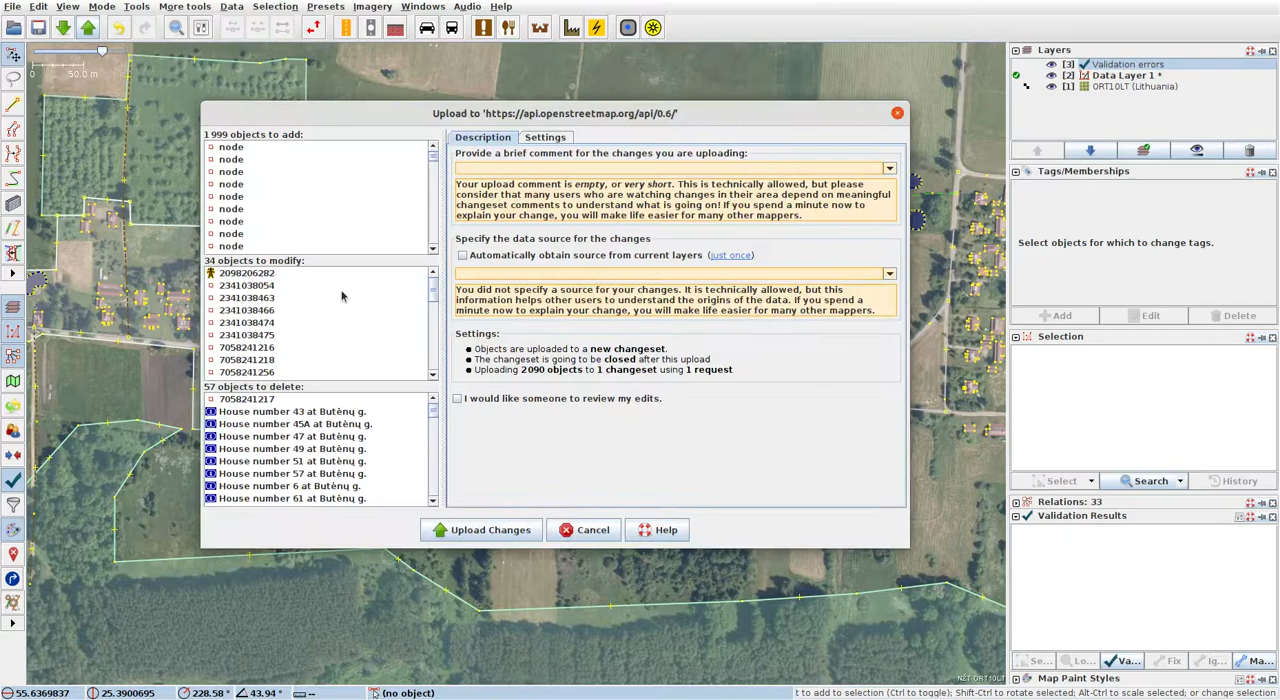 File Edit View Mode Tools More tools Data Selection Presets Imagery Windows Audio Help
0 50.0 m
Upload to 'https://api.openstreetmap.org/api/0.6/'
1 999 objects to add:
node
node
node
node
node
node
node
node
node
34 objects to modify:
2098206282
2341038054
2341038463
2341038466
2341038474
2341038475
7058241216
7058241218
7058241256
57 objects to delete:
7058241217
House number 43 at Butėnų g.
House number 45A at Butėnų g.
House number 47 at Butėnų g.
House number 49 at Butėnų g.
House number 51 at Butėnų g.
House number 57 at Butėnų g.
House number 6 at Butėnų g.
House number 61 at Butėnų g.
Description Settings
Provide a brief comment for the changes you are uploading:
Your upload comment is empty, or very short. This is technically allowed, but please
consider that many users who are watching changes in their area depend on meaningful
changeset comments to understand what is going on! If you spend a minute now to
explain your change, you will make life easier for many other mappers.
Specify the data source for the changes
Automatically obtain source from current layers (just once)
You did not specify a source for your changes. It is technically allowed, but this
information helps other users to understand the origins of the data. If you spend a
minute now to explain your change, you will make life easier for many other mappers.
Settings:
Objects are uploaded to a new changeset.
The changeset is going to be closed after this upload
Uploading 2090 objects to 1 changeset using 1 request
I would like someone to review my edits.
Upload Changes Cancel Help
Layers
[3] Validation errors
[2] Data Layer 1 *
[1] ORT10LT (Lithuania)
Tags/Memberships
Select objects for which to change tags.
Add Edit Delete
Selection
Select Search History
Relations: 33
Validation Results
Se... Lo... Va... Fix Ig... Ma...
Map Paint Styles
NŽT ORT10LT
55.6369837 25.3900695 228.58 ° 43.94 ° -- (no object) t to add to selection (Ctrl to toggle); Shift-Ctrl to rotate selected; Alt-Ctrl to scale selected; or change selection